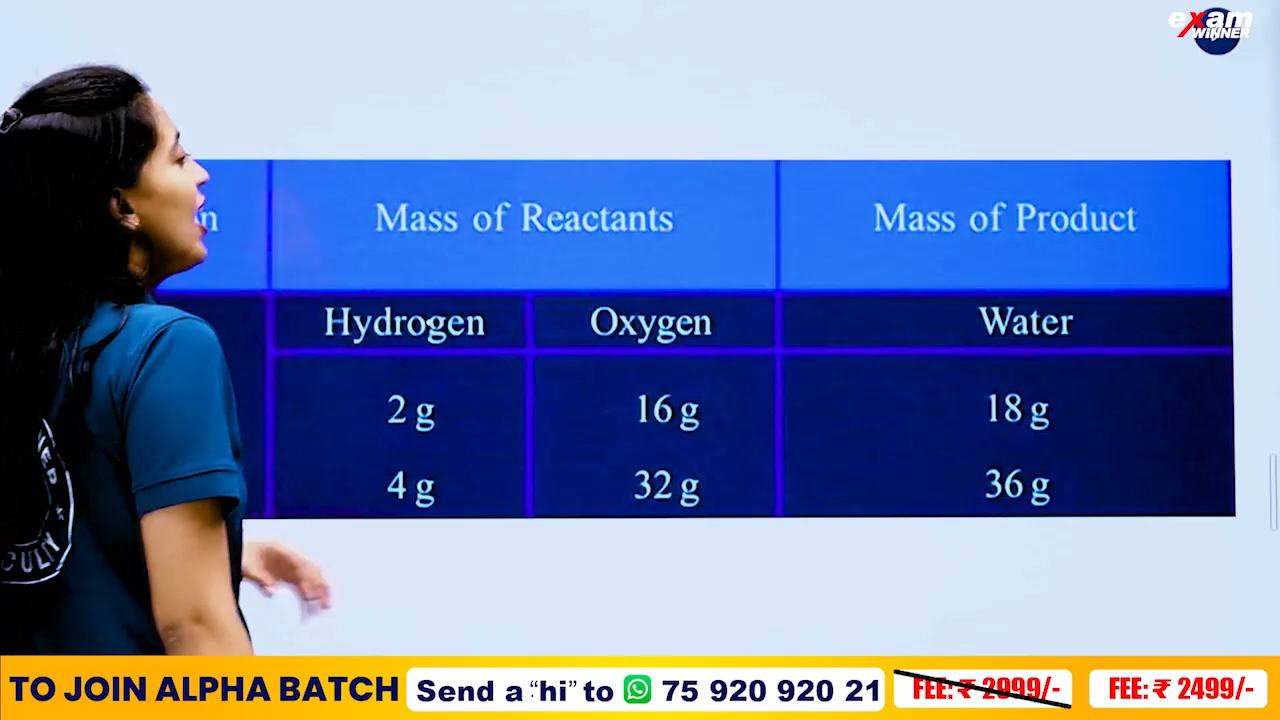 exam
WINNER
Mass of Reactants
Mass of Product
Hydrogen
Oxygen
Water
2 g
16 g
18 g
4 g
32 g
36 g
TO JOIN ALPHA BATCH
Send a “hi” to 75 920 920 21
FEE: ₹ 2999/-
FEE: ₹ 2499/-